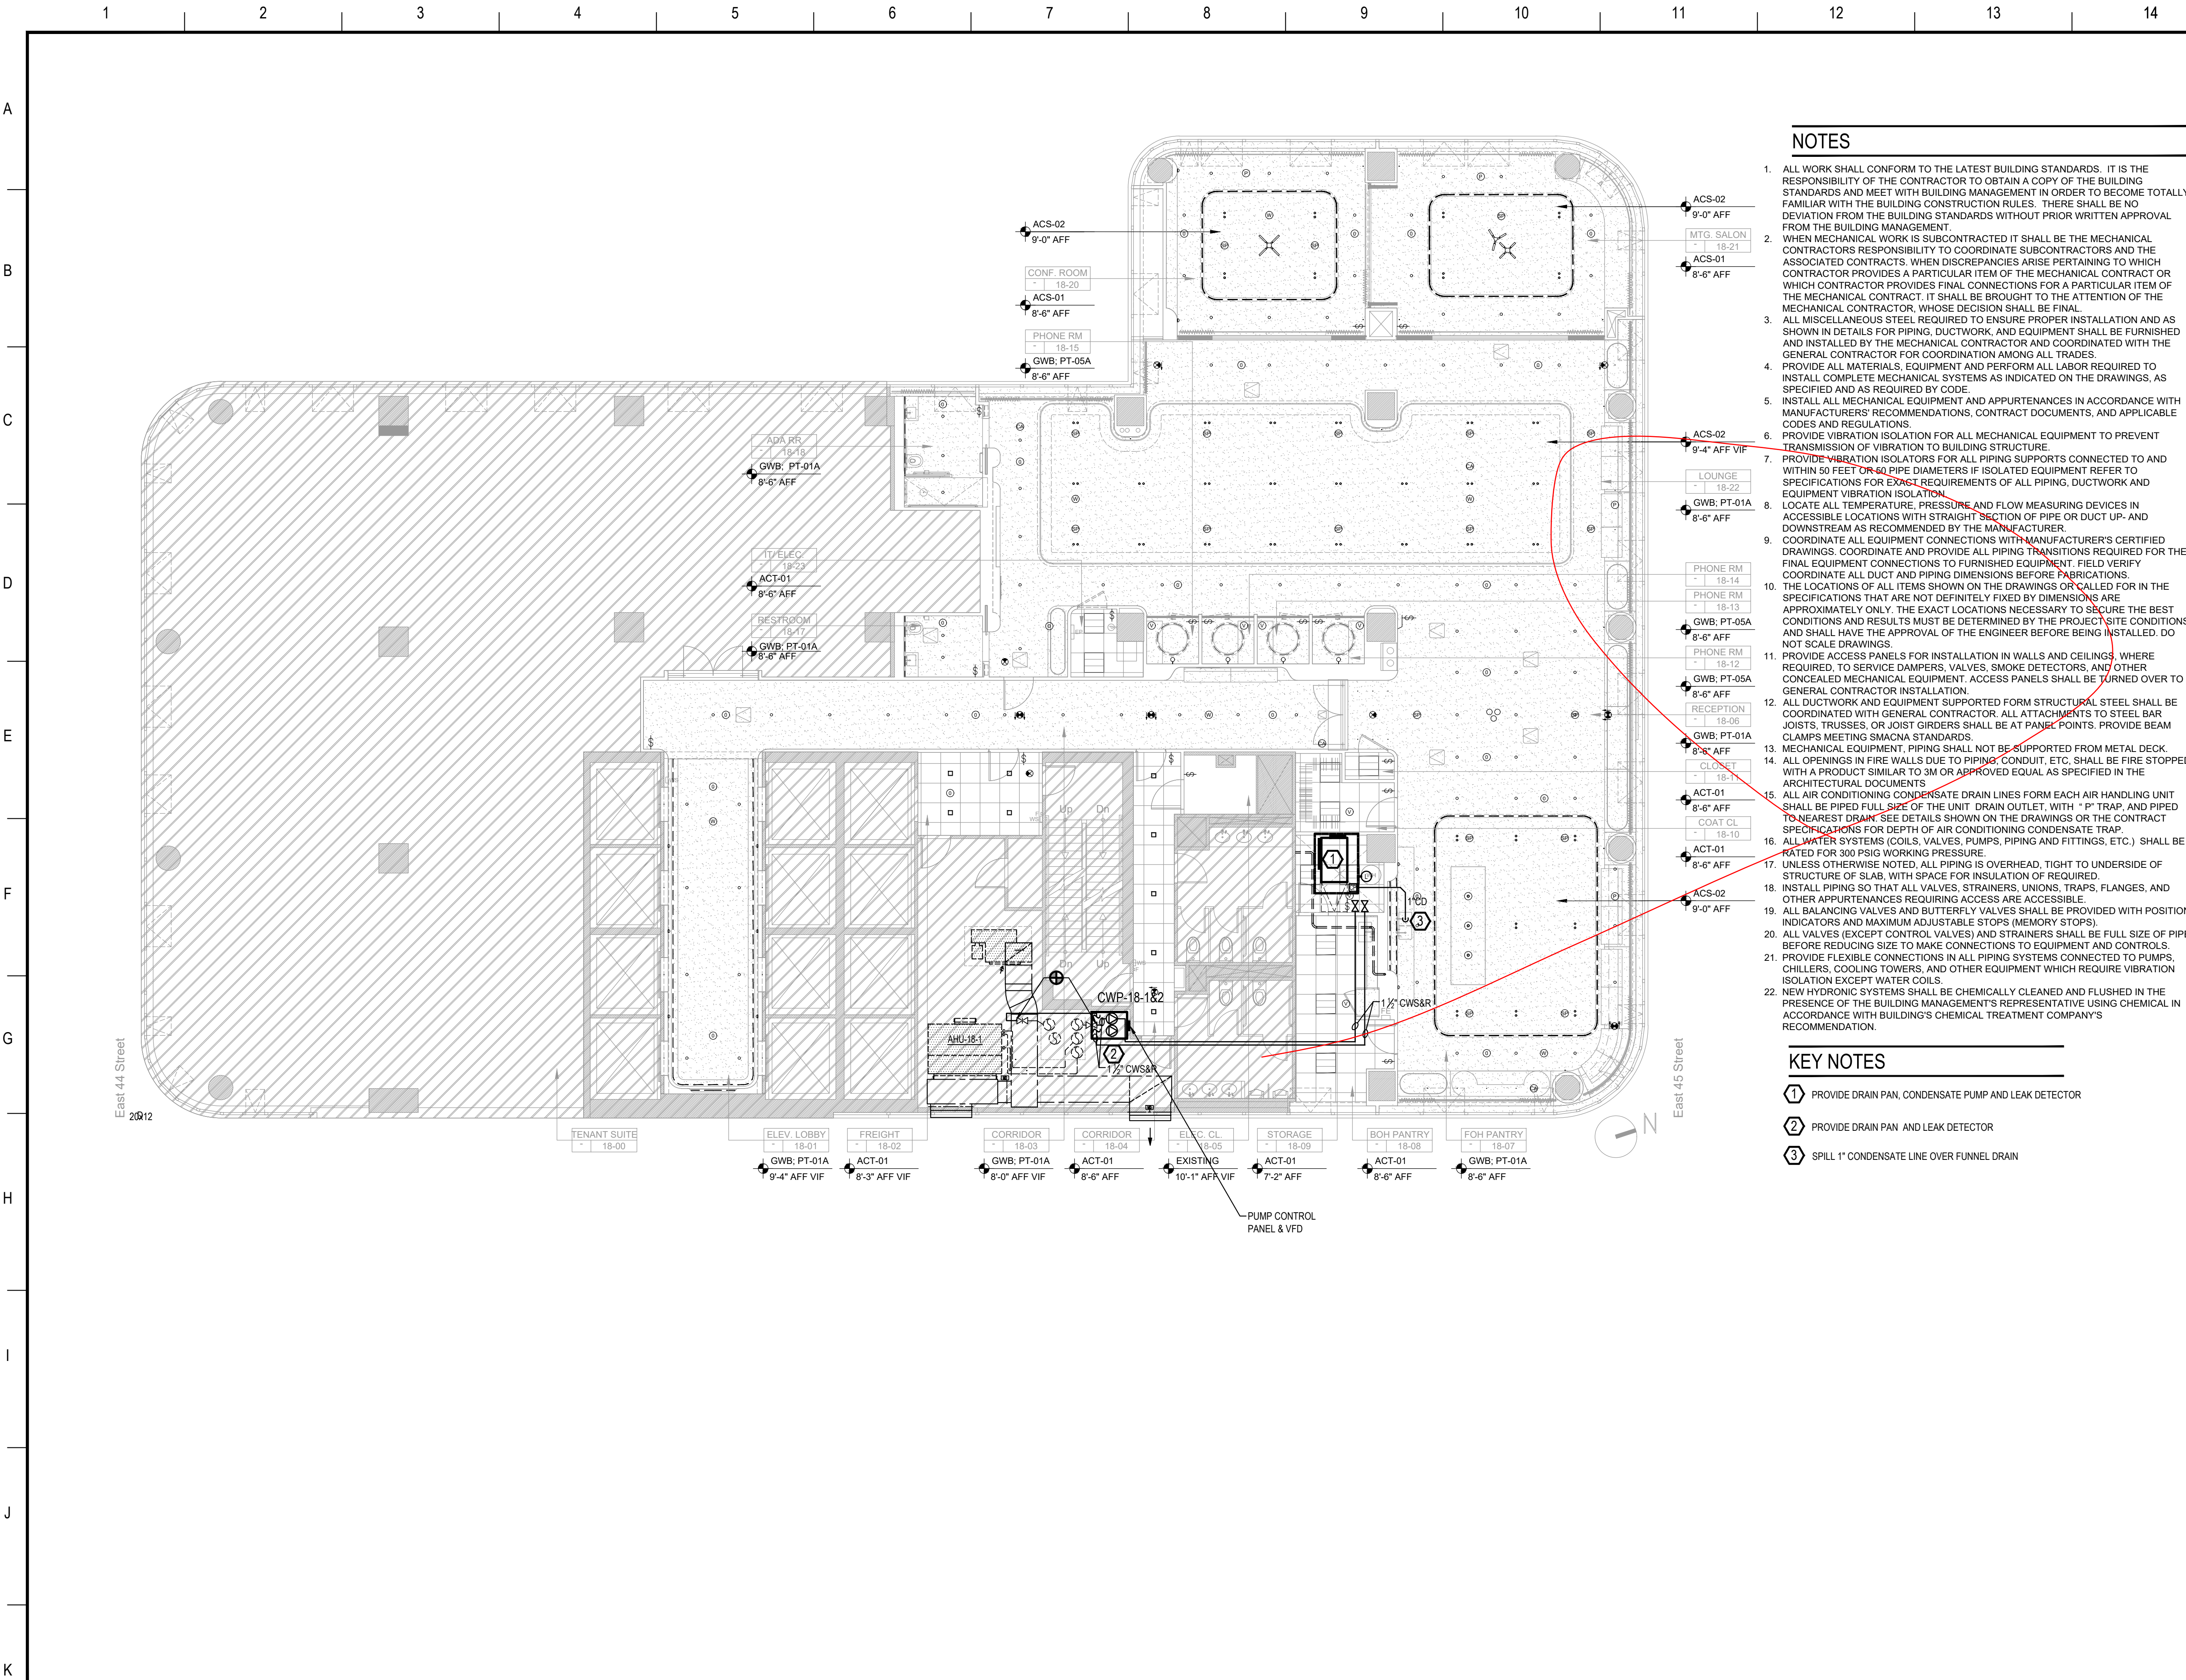 1 2 3 4 5 6 7 8 9 10 11 12 13 14
A
B
C
D
E
F
G
H
I
J
K
ACS-02
9'-0" AFF
CONF. ROOM
- 18-20
ACS-01
8'-6" AFF
PHONE RM
- 18-15
GWB; PT-05A
8'-6" AFF
ADA RR
- 18-18
GWB; PT-01A
8'-6" AFF
IT/ ELEC
- 18-23
ACT-01
8'-6" AFF
RESTROOM
- 18-17
GWB; PT-01A
8'-6" AFF
ACS-02
9'-0" AFF
MTG. SALON
- 18-21
ACS-01
8'-6" AFF
ACS-02
9'-4" AFF VIF
LOUNGE
- 18-22
GWB; PT-01A
8'-6" AFF
PHONE RM
- 18-14
PHONE RM
- 18-13
GWB; PT-05A
8'-6" AFF
PHONE RM
- 18-12
GWB; PT-05A
8'-6" AFF
RECEPTION
- 18-06
GWB; PT-01A
8'-6" AFF
CLOSET
- 18-11
ACT-01
8'-6" AFF
COAT CL
- 18-10
ACT-01
8'-6" AFF
ACS-02
9'-0" AFF
Up Dn
Dn Up
1
1"CD
3
CWP-18-1&2
1 1/2" CWS&R
AHU-18-1
2
1 1/2" CWS&R
East 44 Street
East 45 Street
N
TENANT SUITE
- 18-00
ELEV. LOBBY
- 18-01
GWB; PT-01A
9'-4" AFF VIF
FREIGHT
- 18-02
ACT-01
8'-3" AFF VIF
CORRIDOR
- 18-03
GWB; PT-01A
8'-0" AFF VIF
CORRIDOR
- 18-04
ACT-01
8'-6" AFF
ELEC. CL.
- 18-05
EXISTING
10'-1" AFF VIF
STORAGE
- 18-09
ACT-01
7'-2" AFF
BOH PANTRY
- 18-08
ACT-01
8'-6" AFF
FOH PANTRY
- 18-07
GWB; PT-01A
8'-6" AFF
PUMP CONTROL
PANEL & VFD
NOTES
1. ALL WORK SHALL CONFORM TO THE LATEST BUILDING STANDARDS. IT IS THE
RESPONSIBILITY OF THE CONTRACTOR TO OBTAIN A COPY OF THE BUILDING
STANDARDS AND MEET WITH BUILDING MANAGEMENT IN ORDER TO BECOME TOTALLY
FAMILIAR WITH THE BUILDING CONSTRUCTION RULES. THERE SHALL BE NO
DEVIATION FROM THE BUILDING STANDARDS WITHOUT PRIOR WRITTEN APPROVAL
FROM THE BUILDING MANAGEMENT.
2. WHEN MECHANICAL WORK IS SUBCONTRACTED IT SHALL BE THE MECHANICAL
CONTRACTORS RESPONSIBILITY TO COORDINATE SUBCONTRACTORS AND THE
ASSOCIATED CONTRACTS. WHEN DISCREPANCIES ARISE PERTAINING TO WHICH
CONTRACTOR PROVIDES A PARTICULAR ITEM OF THE MECHANICAL CONTRACT OR
WHICH CONTRACTOR PROVIDES FINAL CONNECTIONS FOR A PARTICULAR ITEM OF
THE MECHANICAL CONTRACT. IT SHALL BE BROUGHT TO THE ATTENTION OF THE
MECHANICAL CONTRACTOR, WHOSE DECISION SHALL BE FINAL.
3. ALL MISCELLANEOUS STEEL REQUIRED TO ENSURE PROPER INSTALLATION AND AS
SHOWN IN DETAILS FOR PIPING, DUCTWORK, AND EQUIPMENT SHALL BE FURNISHED
AND INSTALLED BY THE MECHANICAL CONTRACTOR AND COORDINATED WITH THE
GENERAL CONTRACTOR FOR COORDINATION AMONG ALL TRADES.
4. PROVIDE ALL MATERIALS, EQUIPMENT AND PERFORM ALL LABOR REQUIRED TO
INSTALL COMPLETE MECHANICAL SYSTEMS AS INDICATED ON THE DRAWINGS, AS
SPECIFIED AND AS REQUIRED BY CODE.
5. INSTALL ALL MECHANICAL EQUIPMENT AND APPURTENANCES IN ACCORDANCE WITH
MANUFACTURERS' RECOMMENDATIONS, CONTRACT DOCUMENTS, AND APPLICABLE
CODES AND REGULATIONS.
6. PROVIDE VIBRATION ISOLATION FOR ALL MECHANICAL EQUIPMENT TO PREVENT
TRANSMISSION OF VIBRATION TO BUILDING STRUCTURE.
7. PROVIDE VIBRATION ISOLATORS FOR ALL PIPING SUPPORTS CONNECTED TO AND
WITHIN 50 FEET OR 50 PIPE DIAMETERS IF ISOLATED EQUIPMENT REFER TO
SPECIFICATIONS FOR EXACT REQUIREMENTS OF ALL PIPING, DUCTWORK AND
EQUIPMENT VIBRATION ISOLATION.
8. LOCATE ALL TEMPERATURE, PRESSURE AND FLOW MEASURING DEVICES IN
ACCESSIBLE LOCATIONS WITH STRAIGHT SECTION OF PIPE OR DUCT UP- AND
DOWNSTREAM AS RECOMMENDED BY THE MANUFACTURER.
9. COORDINATE ALL EQUIPMENT CONNECTIONS WITH MANUFACTURER'S CERTIFIED
DRAWINGS. COORDINATE AND PROVIDE ALL PIPING TRANSITIONS REQUIRED FOR THE
FINAL EQUIPMENT CONNECTIONS TO FURNISHED EQUIPMENT. FIELD VERIFY
COORDINATE ALL DUCT AND PIPING DIMENSIONS BEFORE FABRICATIONS.
10. THE LOCATIONS OF ALL ITEMS SHOWN ON THE DRAWINGS OR CALLED FOR IN THE
SPECIFICATIONS THAT ARE NOT DEFINITELY FIXED BY DIMENSIONS ARE
APPROXIMATELY ONLY. THE EXACT LOCATIONS NECESSARY TO SECURE THE BEST
CONDITIONS AND RESULTS MUST BE DETERMINED BY THE PROJECT SITE CONDITIONS
AND SHALL HAVE THE APPROVAL OF THE ENGINEER BEFORE BEING INSTALLED. DO
NOT SCALE DRAWINGS.
11. PROVIDE ACCESS PANELS FOR INSTALLATION IN WALLS AND CEILINGS, WHERE
REQUIRED, TO SERVICE DAMPERS, VALVES, SMOKE DETECTORS, AND OTHER
CONCEALED MECHANICAL EQUIPMENT. ACCESS PANELS SHALL BE TURNED OVER TO
GENERAL CONTRACTOR INSTALLATION.
12. ALL DUCTWORK AND EQUIPMENT SUPPORTED FORM STRUCTURAL STEEL SHALL BE
COORDINATED WITH GENERAL CONTRACTOR. ALL ATTACHMENTS TO STEEL BAR
JOISTS, TRUSSES, OR JOIST GIRDERS SHALL BE AT PANEL POINTS. PROVIDE BEAM
CLAMPS MEETING SMACNA STANDARDS.
13. MECHANICAL EQUIPMENT, PIPING SHALL NOT BE SUPPORTED FROM METAL DECK.
14. ALL OPENINGS IN FIRE WALLS DUE TO PIPING, CONDUIT, ETC, SHALL BE FIRE STOPPED
WITH A PRODUCT SIMILAR TO 3M OR APPROVED EQUAL AS SPECIFIED IN THE
ARCHITECTURAL DOCUMENTS
15. ALL AIR CONDITIONING CONDENSATE DRAIN LINES FORM EACH AIR HANDLING UNIT
SHALL BE PIPED FULL SIZE OF THE UNIT DRAIN OUTLET, WITH " P" TRAP, AND PIPED
TO NEAREST DRAIN. SEE DETAILS SHOWN ON THE DRAWINGS OR THE CONTRACT
SPECIFICATIONS FOR DEPTH OF AIR CONDITIONING CONDENSATE TRAP.
16. ALL WATER SYSTEMS (COILS, VALVES, PUMPS, PIPING AND FITTINGS, ETC.) SHALL BE
RATED FOR 300 PSIG WORKING PRESSURE.
17. UNLESS OTHERWISE NOTED, ALL PIPING IS OVERHEAD, TIGHT TO UNDERSIDE OF
STRUCTURE OF SLAB, WITH SPACE FOR INSULATION OF REQUIRED.
18. INSTALL PIPING SO THAT ALL VALVES, STRAINERS, UNIONS, TRAPS, FLANGES, AND
OTHER APPURTENANCES REQUIRING ACCESS ARE ACCESSIBLE.
19. ALL BALANCING VALVES AND BUTTERFLY VALVES SHALL BE PROVIDED WITH POSITION
INDICATORS AND MAXIMUM ADJUSTABLE STOPS (MEMORY STOPS).
20. ALL VALVES (EXCEPT CONTROL VALVES) AND STRAINERS SHALL BE FULL SIZE OF PIPE
BEFORE REDUCING SIZE TO MAKE CONNECTIONS TO EQUIPMENT AND CONTROLS.
21. PROVIDE FLEXIBLE CONNECTIONS IN ALL PIPING SYSTEMS CONNECTED TO PUMPS,
CHILLERS, COOLING TOWERS, AND OTHER EQUIPMENT WHICH REQUIRE VIBRATION
ISOLATION EXCEPT WATER COILS.
22. NEW HYDRONIC SYSTEMS SHALL BE CHEMICALLY CLEANED AND FLUSHED IN THE
PRESENCE OF THE BUILDING MANAGEMENT'S REPRESENTATIVE USING CHEMICAL IN
ACCORDANCE WITH BUILDING'S CHEMICAL TREATMENT COMPANY'S
RECOMMENDATION.
KEY NOTES
1 PROVIDE DRAIN PAN, CONDENSATE PUMP AND LEAK DETECTOR
2 PROVIDE DRAIN PAN AND LEAK DETECTOR
3 SPILL 1" CONDENSATE LINE OVER FUNNEL DRAIN